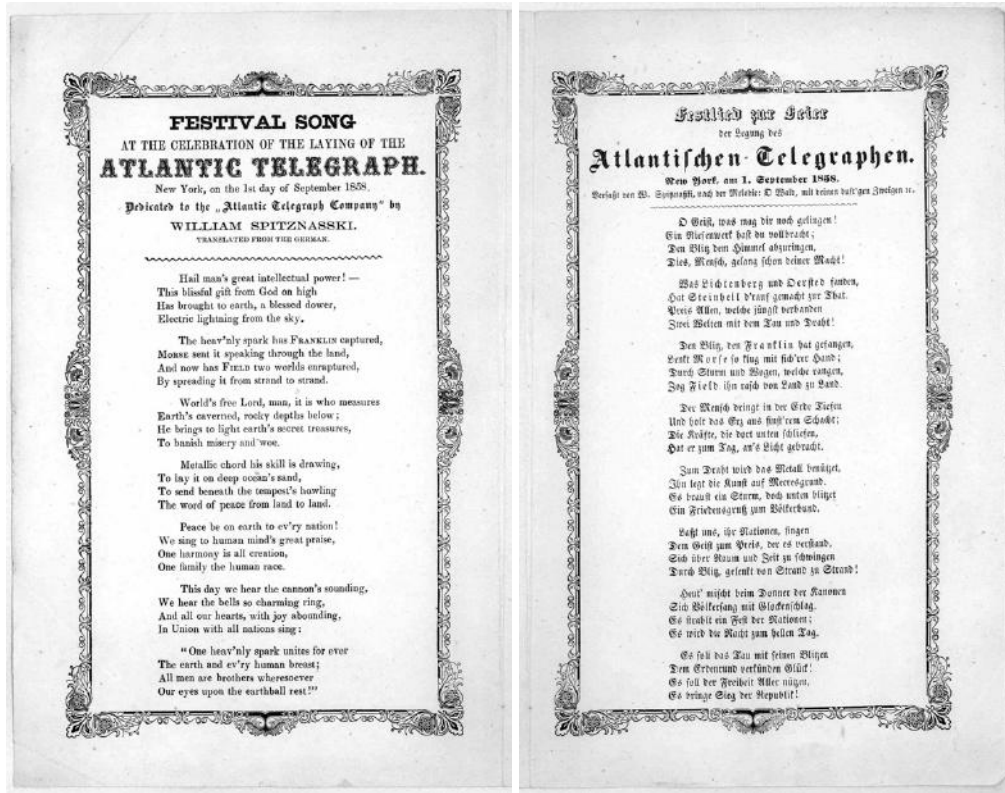 FESTIVAL SONG
AT THE CELEBRATION OF THE LAYING OF THE
ATLANTIC TELEGRAPH.
New York, on the 1st day of September 1858.
Dedicated to the „Atlantic Telegraph Company" by
WILLIAM SPITZNASSKI.
TRANSLATED FROM THE GERMAN.
Hail man's great intellectual power! —
This blissful gift from God on high
Has brought to earth, a blessed dower,
Electric lightning from the sky.
The heav'nly spark has FRANKLIN captured,
MORSE sent it speaking through the land,
And now has FIELD two worlds enraptured,
By spreading it from strand to strand.
World's free Lord, man, it is who measures
Earth's caverned, rocky depths below;
He brings to light earth's secret treasures,
To banish misery and woe.
Metallic chord his skill is drawing,
To lay it on deep ocean's sand,
To send beneath the tempest's howling
The word of peace from land to land.
Peace be on earth to ev'ry nation!
We sing to human mind's great praise,
One harmony is all creation,
One family the human race.
This day we hear the cannon's sounding,
We hear the bells so charming ring,
And all our hearts, with joy abounding,
In Union with all nations sing:
"One heav'nly spark unites for ever
The earth and ev'ry human breast;
All men are brothers wheresoever
Our eyes upon the earthball rest!"
Festlied zur Feier
der Legung des
Atlantischen-Telegraphen.
New York, am 1. September 1858.
Verfaßt von W. Spitznaßki, nach der Melodie: O Wald, mit deinen duft'gen Zweigen ꝛc.
O Geist, was mag dir noch gelingen!
Ein Riesenwerk hast du vollbracht;
Den Blitz dem Himmel abzuringen,
Dies, Mensch, gelang schon deiner Macht!
Was Lichtenberg und Oersted fanden,
Hat Steinheil d'rauf gemacht zur That.
Preis Allen, welche jüngst verbanden
Zwei Welten mit dem Tau und Draht!
Den Blitz, den Franklin hat gefangen,
Lenkt Morse so klug mit sich'rer Hand;
Durch Sturm und Wogen, welche rangen,
Zog Field ihn rasch von Land zu Land.
Der Mensch dringt in der Erde Tiefen
Und holt das Erz aus finst'rem Schacht;
Die Kräfte, die dort unten schliefen,
Hat er zum Tag, an's Licht gebracht.
Zum Draht wird das Metall benützet,
Ihn legt die Kunst auf Meeresgrund.
Es braust ein Sturm, doch unten blitzet
Ein Friedensgruß zum Völkerbund.
Laßt uns, ihr Nationen, singen
Dem Geist zum Preis, der es verstand,
Sich über Raum und Zeit zu schwingen
Durch Blitz, gelenkt von Strand zu Strand!
Heut' mischt beim Donner der Kanonen
Sich Völkersang mit Glockenschlag.
Es strahlt ein Fest der Nationen;
Es wird die Nacht zum hellen Tag.
Es soll das Tau mit seinen Blitzen
Dem Erdenrund verkünden Glück!
Es soll der Freiheit Aller nützen,
Es bringe Sieg der Republik!